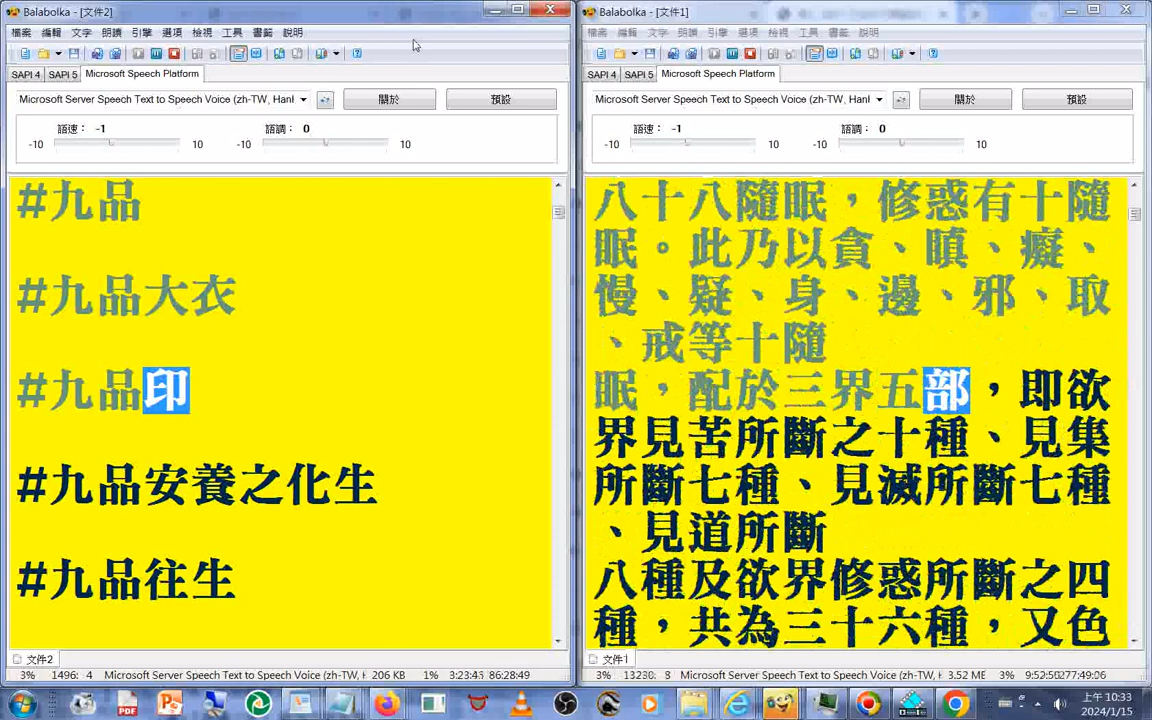 Balabolka - [文件2]
檔案 編輯 文字 朗讀 引擎 選項 檢視 工具 書籤 說明
SAPI 4 SAPI 5 Microsoft Speech Platform
Microsoft Server Speech Text to Speech Voice (zh-TW, Hanl
關於 預設
語速： -1 語調： 0
-10 10 -10 10
#九品
#九品大衣
#九品印
#九品安養之化生
#九品往生
文件2
3% 1496: 4 Microsoft Server Speech Text to Speech Voice (zh-TW, H 206 KB 1% 3:23:45 86:28:49
Balabolka - [文件1]
檔案 編輯 文字 朗讀 引擎 選項 檢視 工具 書籤 說明
SAPI 4 SAPI 5 Microsoft Speech Platform
Microsoft Server Speech Text to Speech Voice (zh-TW, Hanl
關於 預設
語速： -1 語調： 0
-10 10 -10 10
八十八隨眠，修惑有十隨
眠。此乃以貪、瞋、癡、
慢、疑、身、邊、邪、取
、戒等十隨
眠，配於三界五部，即欲
界見苦所斷之十種、見集
所斷七種、見滅所斷七種
、見道所斷
八種及欲界修惑所斷之四
種，共為三十六種，又色
文件1
3% 13230: 8 Microsoft Server Speech Text to Speech Voice (zh-TW, H 3.52 MB 3% 9:52:50 277:49:06
上午 10:33
2024/1/15